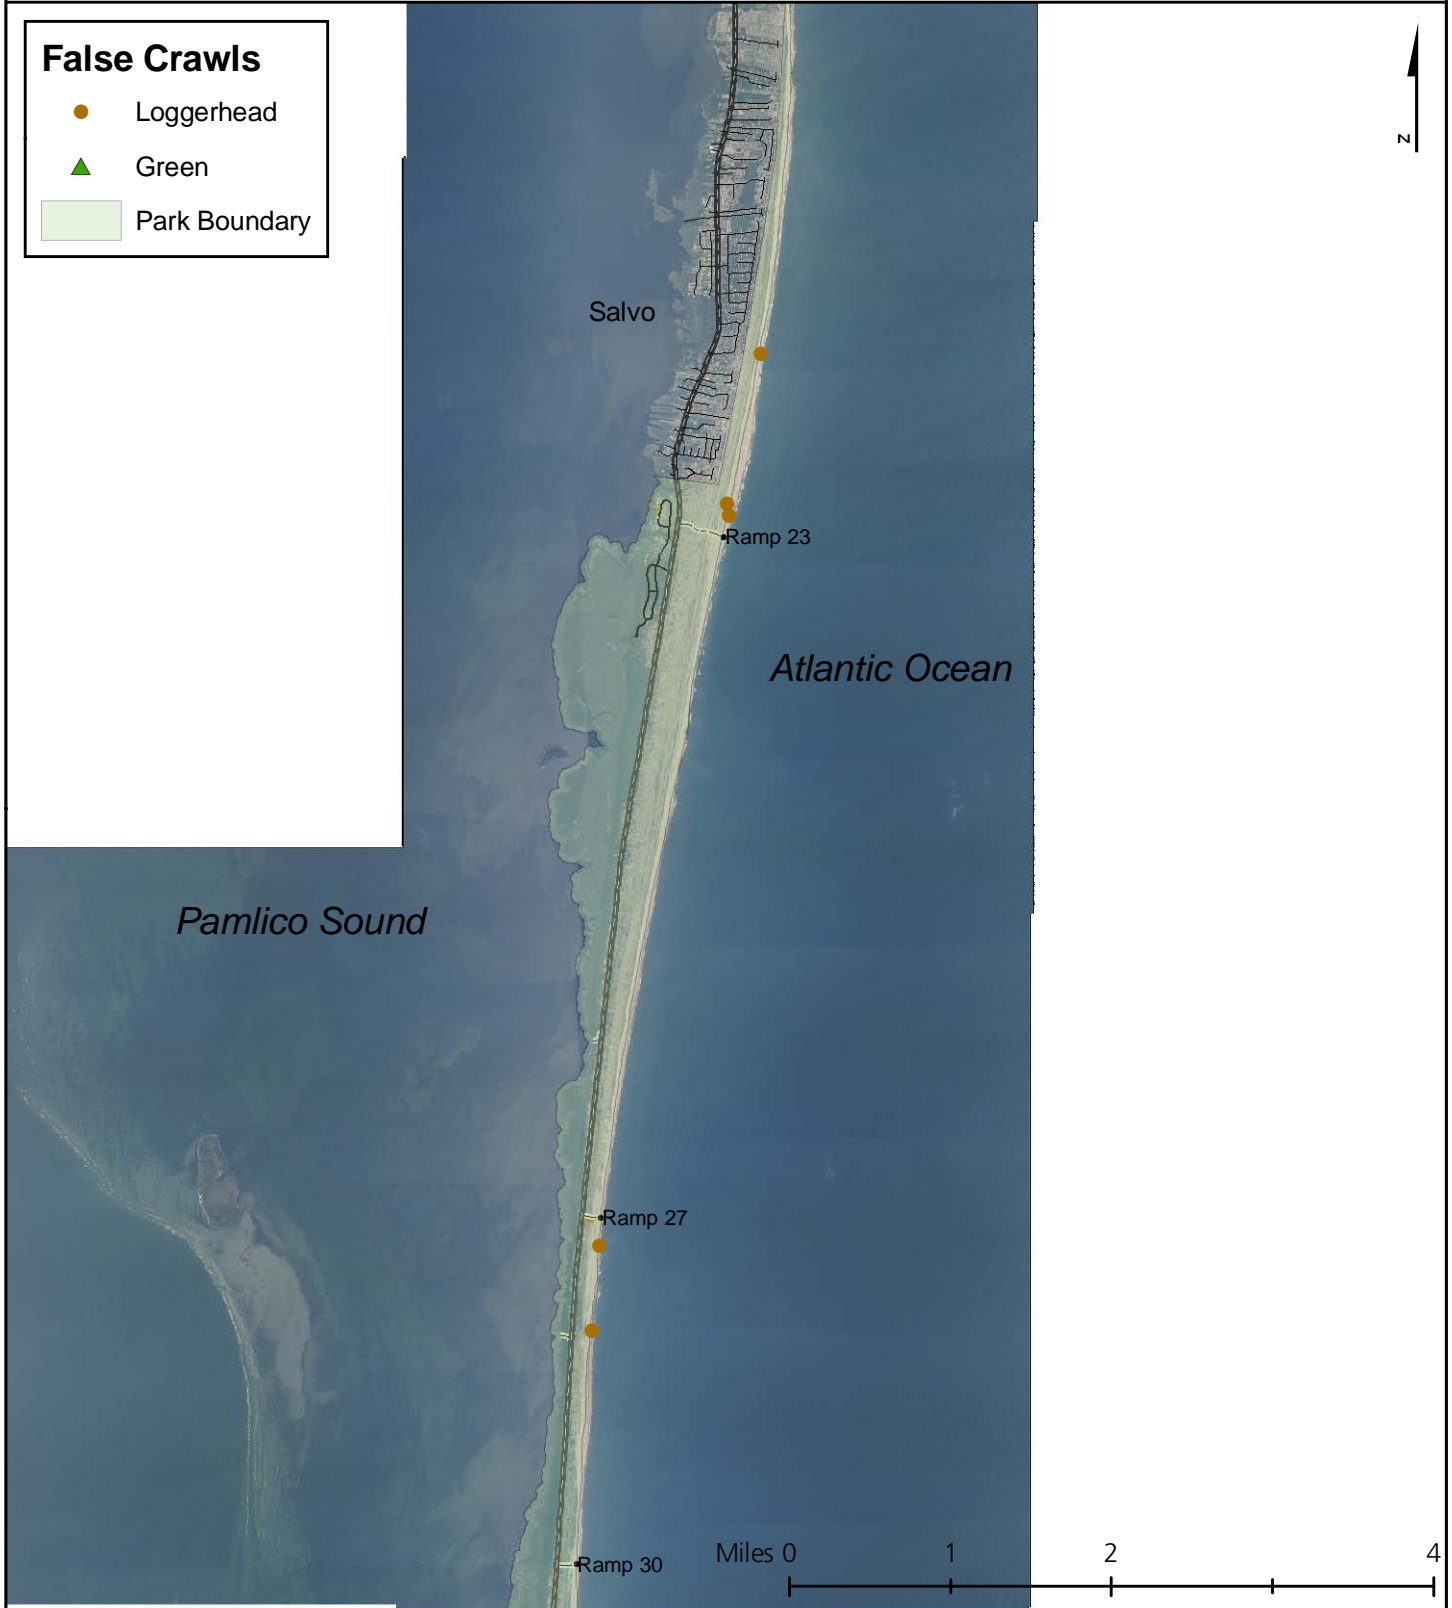 False Crawls
Loggerhead
Green
Park Boundary
N
Salvo
Ramp 23
Atlantic Ocean
Pamlico Sound
Ramp 27
Ramp 30
Miles 0 1 2 4